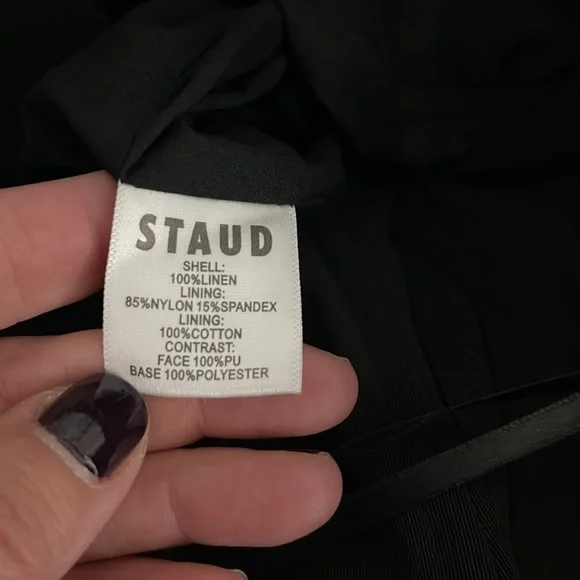 STAUD
SHELL:
100%LINEN
LINING:
85%NYLON 15%SPANDEX
LINING:
100%COTTON
CONTRAST:
FACE 100%PU
BASE 100%POLYESTER